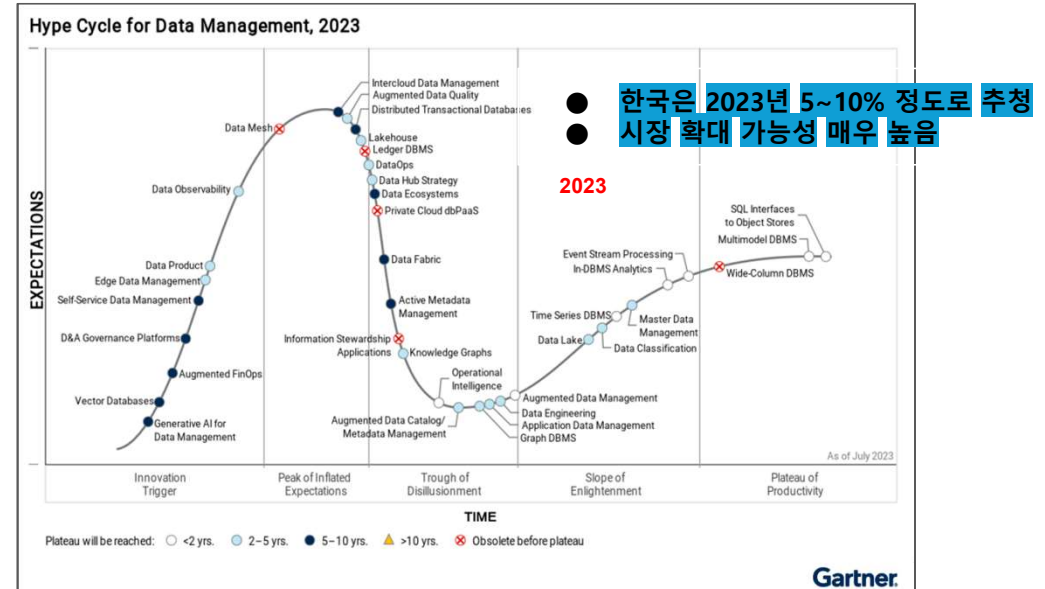 Hype Cycle for Data Management, 2023
● 한국은 2023년 5~10% 정도로 추청
● 시장 확대 가능성 매우 높음
2023
EXPECTATIONS
Generative AI for
Data Management
Vector Databases
Augmented FinOps
D&A Governance Platforms
Self-Service Data Management
Edge Data Management
Data Product
Data Observability
Data Mesh
Intercloud Data Management
Augmented Data Quality
Distributed Transactional Databases
Lakehouse
Ledger DBMS
DataOps
Data Hub Strategy
Data Ecosystems
Private Cloud dbPaaS
Data Fabric
Active Metadata
Management
Information Stewardship
Applications
Knowledge Graphs
Operational
Intelligence
Augmented Data Catalog/
Metadata Management
Graph DBMS
Application Data Management
Data Engineering
Augmented Data Management
Data Lake
Data Classification
Time Series DBMS
Master Data
Management
In-DBMS Analytics
Event Stream Processing
Wide-Column DBMS
Multimodel DBMS
SQL Interfaces
to Object Stores
As of July 2023
Innovation
Trigger
Peak of Inflated
Expectations
Trough of
Disillusionment
Slope of
Enlightenment
Plateau of
Productivity
TIME
Plateau will be reached: <2 yrs. 2–5 yrs. 5–10 yrs. >10 yrs. Obsolete before plateau
Gartner.